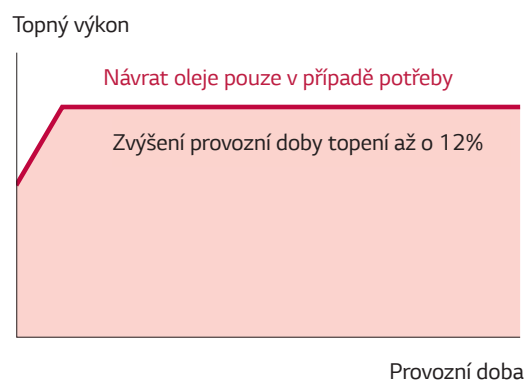 Topný výkon
Návrat oleje pouze v případě potřeby
Zvýšení provozní doby topení až o 12%
Provozní doba